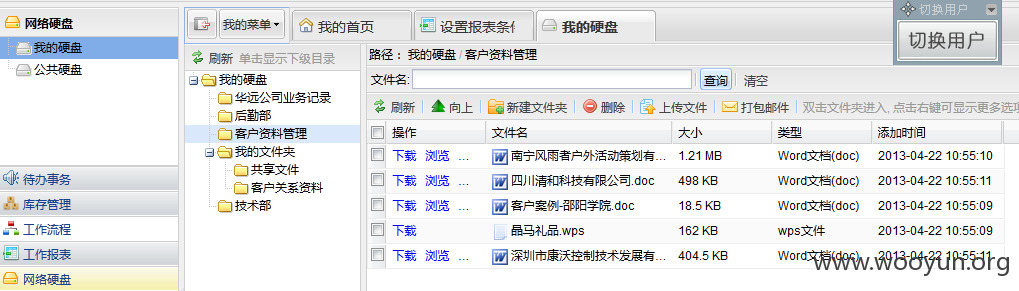 网络硬盘
我的硬盘
公共硬盘
待办事务
库存管理
工作流程
工作报表
网络硬盘
我的菜单
我的首页
设置报表条件
我的硬盘
切换用户
切换用户
刷新 单击显示下级目录
我的硬盘
华远公司业务记录
后勤部
客户资料管理
我的文件夹
共享文件
客户关系资料
技术部
路径: 我的硬盘 / 客户资料管理
文件名: 查询 清空
刷新 向上 新建文件夹 删除 上传文件 打包邮件 双击文件夹进入, 点击右键可显示更多选
操作 文件名 大小 类型 添加时间
下载 浏览 ... 南宁风雨者户外活动策划有... 1.21 MB Word文档(doc) 2013-04-22 10:55:10
下载 浏览 ... 四川清和科技有限公司.doc 498 KB Word文档(doc) 2013-04-22 10:55:11
下载 浏览 ... 客户案例-邵阳学院.doc 18.5 KB Word文档(doc) 2013-04-22 10:55:09
下载 晶马礼品.wps 162 KB wps文件 2013-04-22 10:55:09
下载 浏览 ... 深圳市康沃控制技术发展有... 404.5 KB Word文档(doc) 2013-04-22 10:55:11
www.wooyun.org